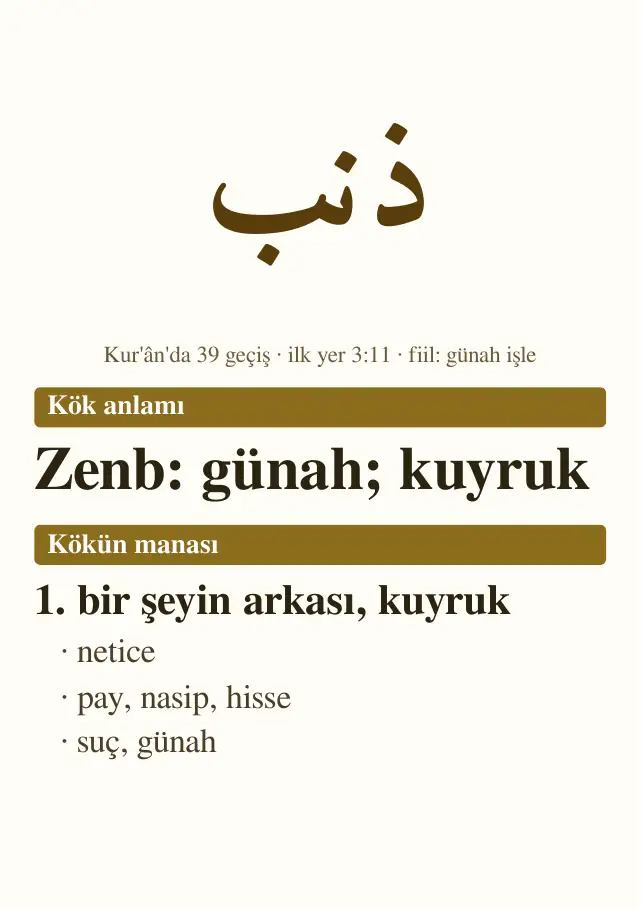 ذنب
Kur'ân'da 39 geçiş · ilk yer 3:11 · fiil: günah işle
Kök anlamı
Zenb: günah; kuyruk
Kökün manası
1. bir şeyin arkası, kuyruk
· netice
· pay, nasip, hisse
· suç, günah